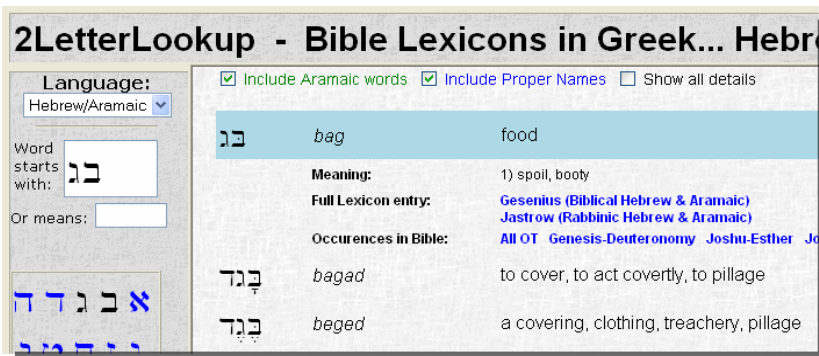 2LetterLookup - Bible Lexicons in Greek... Hebr
Language:
Hebrew/Aramaic
Word
starts
with:
בג
Or means:
א ב ג ד ה
Include Aramaic words Include Proper Names Show all details
בג bag food
Meaning: 1) spoil, booty
Full Lexicon entry: Gesenius (Biblical Hebrew & Aramaic)
Jastrow (Rabbinic Hebrew & Aramaic)
Occurences in Bible: All OT Genesis-Deuteronomy Joshu-Esther Jo
בָּגַד bagad to cover, to act covertly, to pillage
בֶּגֶד beged a covering, clothing, treachery, pillage